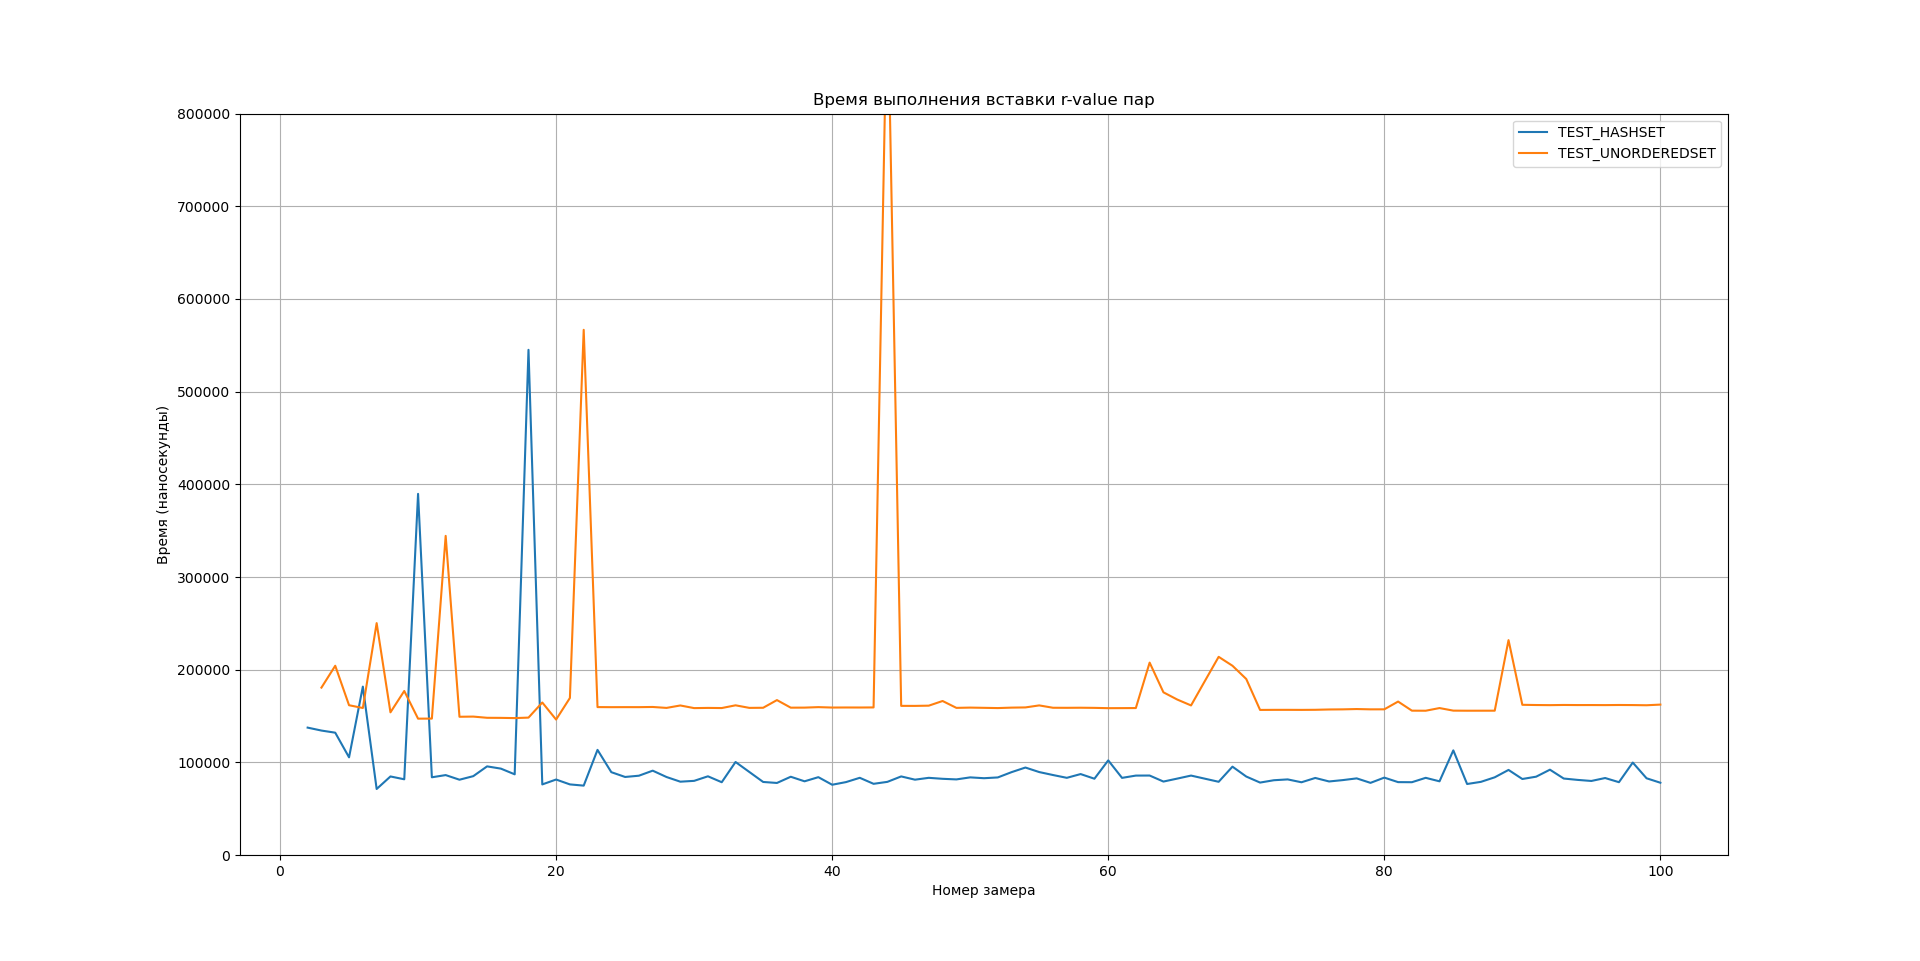 Время выполнения вставки r-value пар
TEST_HASHSET
TEST_UNORDEREDSET
800000
700000
600000
500000
400000
300000
200000
100000
0
Время (наносекунды)
0 20 40 60 80 100
Номер замера